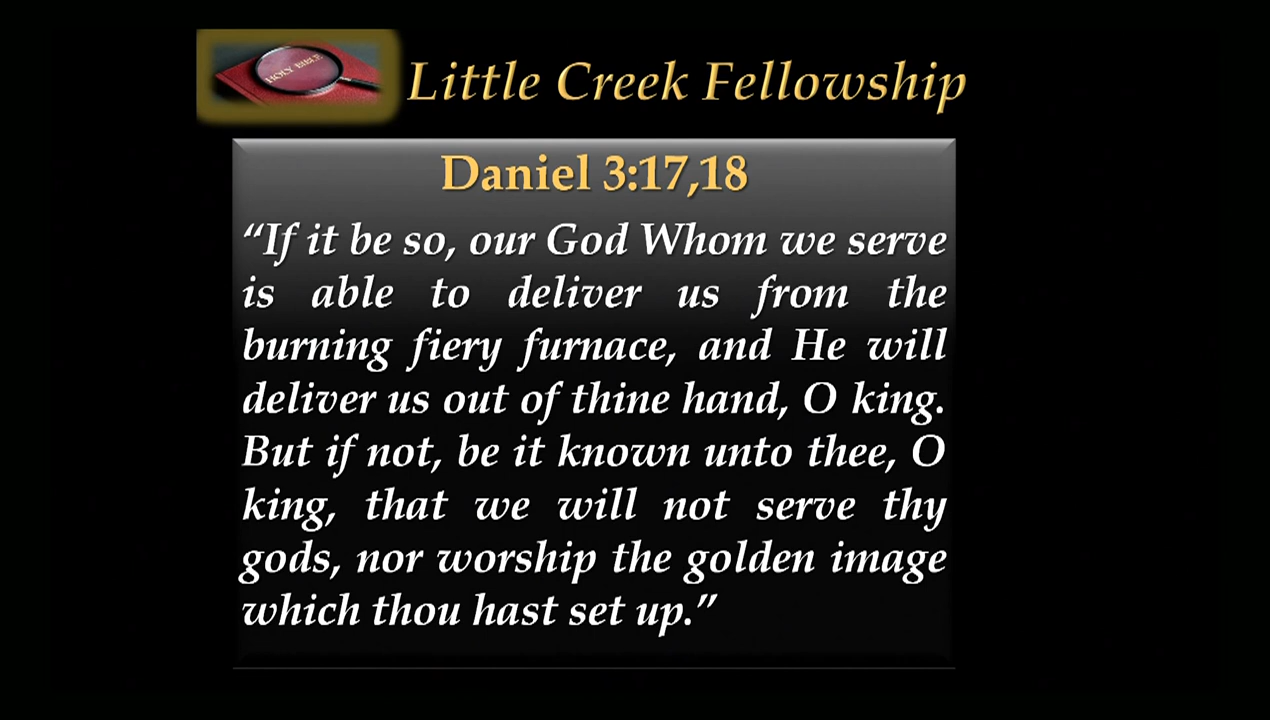 HOLY BIBLE
Little Creek Fellowship
Daniel 3:17,18
“If it be so, our God Whom we serve
is able to deliver us from the
burning fiery furnace, and He will
deliver us out of thine hand, O king.
But if not, be it known unto thee, O
king, that we will not serve thy
gods, nor worship the golden image
which thou hast set up.”